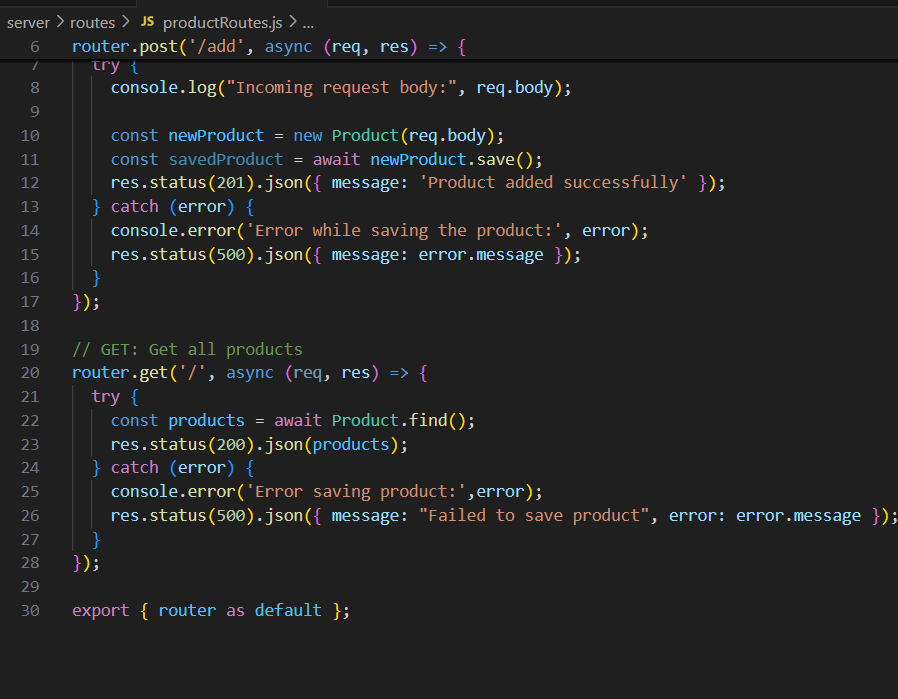 server > routes > JS productRoutes.js > ...
6 router.post('/add', async (req, res) => {
7 try {
8 console.log("Incoming request body:", req.body);
9
10 const newProduct = new Product(req.body);
11 const savedProduct = await newProduct.save();
12 res.status(201).json({ message: 'Product added successfully' });
13 } catch (error) {
14 console.error('Error while saving the product:', error);
15 res.status(500).json({ message: error.message });
16 }
17 });
18
19 // GET: Get all products
20 router.get('/', async (req, res) => {
21 try {
22 const products = await Product.find();
23 res.status(200).json(products);
24 } catch (error) {
25 console.error('Error saving product:',error);
26 res.status(500).json({ message: "Failed to save product", error: error.message });
27 }
28 });
29
30 export { router as default };